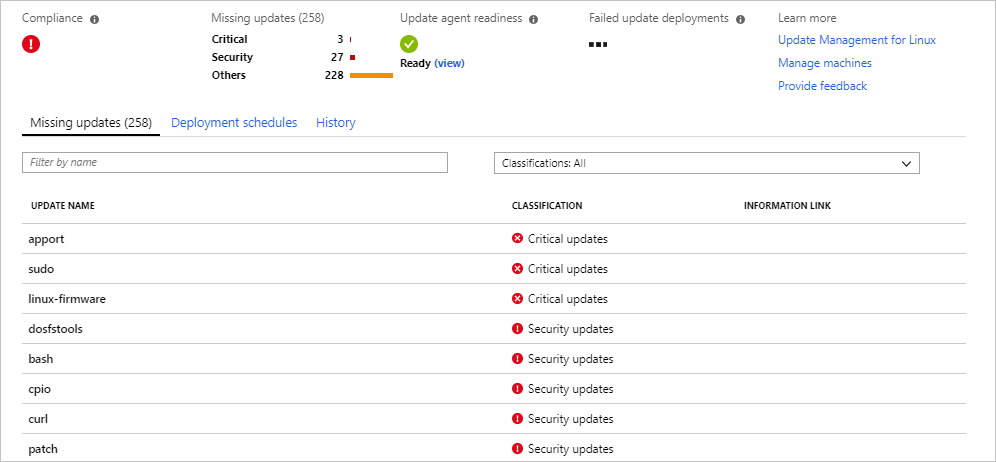 Compliance
Missing updates (258)
Critical 3
Security 27
Others 228
Update agent readiness
Ready (view)
Failed update deployments
Learn more
Update Management for Linux
Manage machines
Provide feedback
Missing updates (258) Deployment schedules History
Filter by name Classifications: All
UPDATE NAME CLASSIFICATION INFORMATION LINK
apport Critical updates
sudo Critical updates
linux-firmware Critical updates
dosfstools Security updates
bash Security updates
cpio Security updates
curl Security updates
patch Security updates